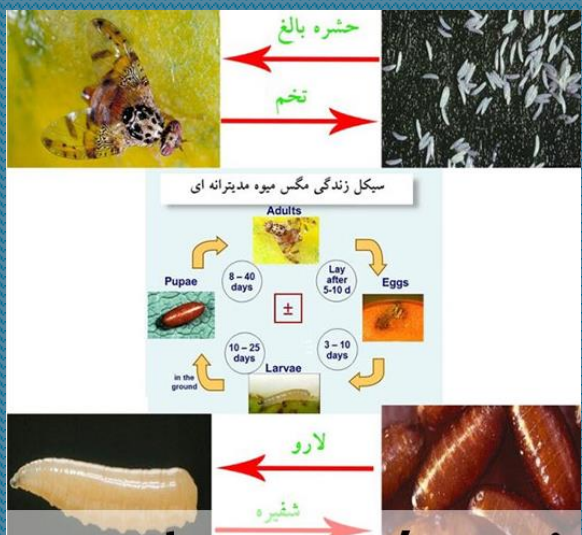 حشره بالغ
تخم
سیکل زندگی مگس میوه مدیترانه ای
Adults
8 – 40
days
Lay
after
5-10 d
Pupae
Eggs
±
10 – 25
days
3 – 10
days
in the
ground
Larvae
لارو
شفیره